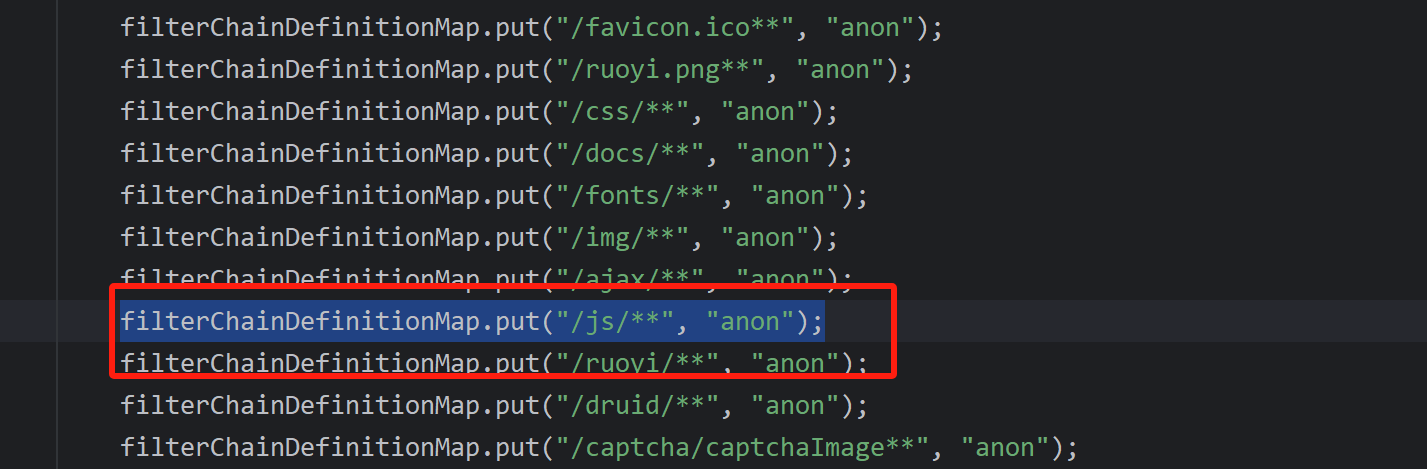 filterChainDefinitionMap.put("/favicon.ico**", "anon");
filterChainDefinitionMap.put("/ruoyi.png**", "anon");
filterChainDefinitionMap.put("/css/**", "anon");
filterChainDefinitionMap.put("/docs/**", "anon");
filterChainDefinitionMap.put("/fonts/**", "anon");
filterChainDefinitionMap.put("/img/**", "anon");
filterChainDefinitionMap.put("/ajax/**", "anon");
filterChainDefinitionMap.put("/js/**", "anon");
filterChainDefinitionMap.put("/ruoyi/**", "anon");
filterChainDefinitionMap.put("/druid/**", "anon");
filterChainDefinitionMap.put("/captcha/captchaImage**", "anon");